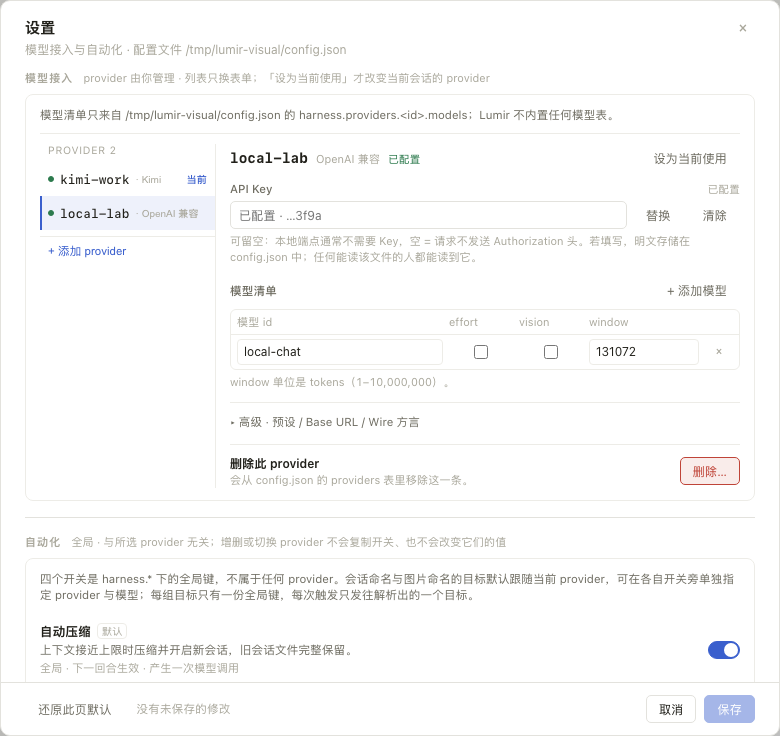 设置
×
模型接入与自动化 · 配置文件 /tmp/lumir-visual/config.json
模型接入 provider 由你管理 · 列表只换表单；「设为当前使用」才改变当前会话的 provider
模型清单只来自 /tmp/lumir-visual/config.json 的 harness.providers.<id>.models；Lumir 不内置任何模型表。
PROVIDER 2
kimi-work · Kimi 当前
local-lab · OpenAI 兼容
+ 添加 provider
local-lab OpenAI 兼容 已配置 设为当前使用
API Key 已配置
已配置 · …3f9a 替换 清除
可留空：本地端点通常不需要 Key，空 = 请求不发送 Authorization 头。若填写，明文存储在
config.json 中；任何能读该文件的人都能读到它。
模型清单 + 添加模型
模型 id effort vision window
local-chat 131072 ×
window 单位是 tokens（1–10,000,000）。
▸ 高级 · 预设 / Base URL / Wire 方言
删除此 provider
会从 config.json 的 providers 表里移除这一条。
删除…
自动化 全局 · 与所选 provider 无关；增删或切换 provider 不会复制开关、也不会改变它们的值
四个开关是 harness.* 下的全局键，不属于任何 provider。会话命名与图片命名的目标默认跟随当前 provider，可在各自开关旁单独指
定 provider 与模型；每组目标只有一份全局键，每次触发只发往解析出的一个目标。
自动压缩 默认
上下文接近上限时压缩并开启新会话，旧会话文件完整保留。
全局 · 下一回合生效 · 产生一次模型调用
还原此页默认 没有未保存的修改 取消 保存